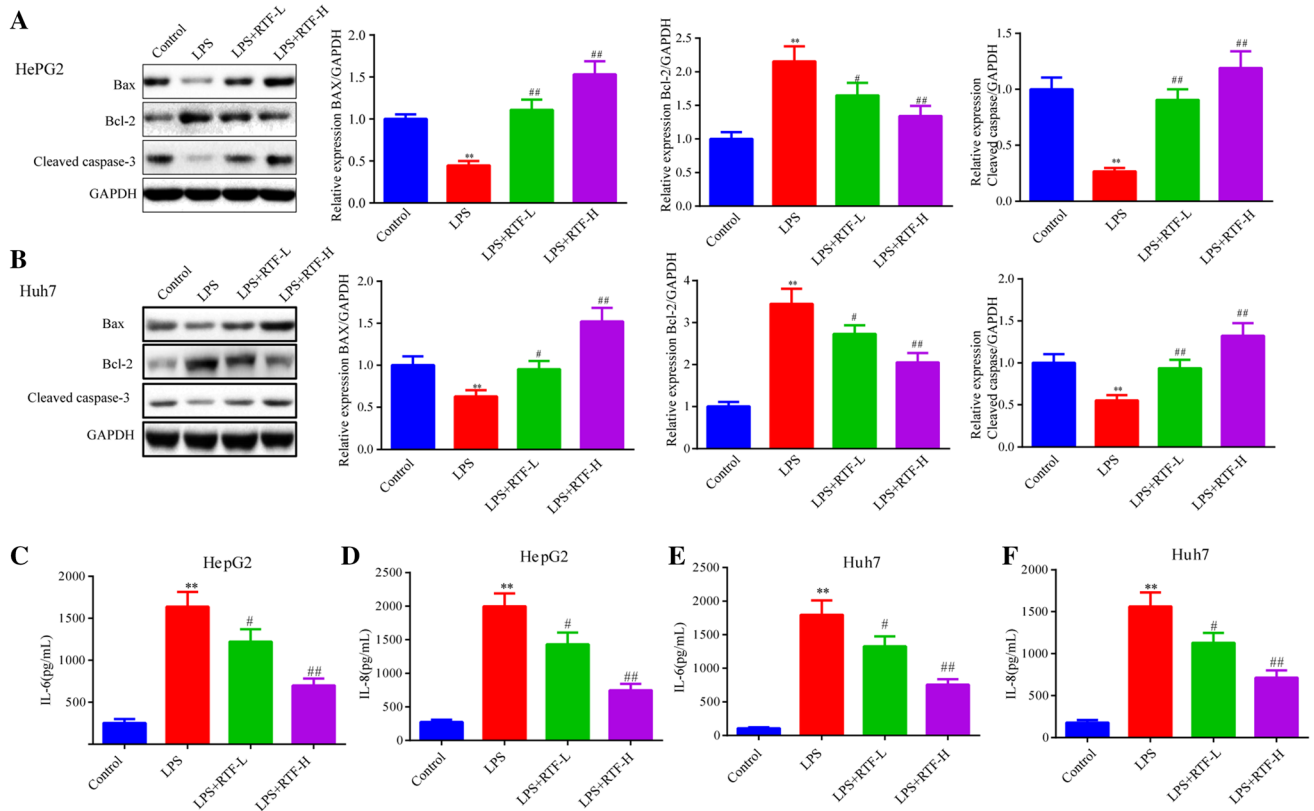 A
HePG2
Control
LPS
LPS+RTF-L
LPS+RTF-H
Bax
Bcl-2
Cleaved caspase-3
GAPDH
Relative expression BAX/GAPDH
2.0
1.5
1.0
0.5
0.0
**
##
##
Control
LPS
LPS+RTF-L
LPS+RTF-H
Relative expression Bcl-2/GAPDH
2.5
2.0
1.5
1.0
0.5
0.0
**
#
##
Control
LPS
LPS+RTF-L
LPS+RTF-H
Relative expression
Cleaved caspase/GAPDH
1.5
1.0
0.5
0.0
**
##
##
Control
LPS
LPS+RTF-L
LPS+RTF-H
B
Huh7
Control
LPS
LPS+RTF-L
LPS+RTF-H
Bax
Bcl-2
Cleaved caspase-3
GAPDH
Relative expression BAX/GAPDH
2.0
1.5
1.0
0.5
0.0
**
#
##
Control
LPS
LPS+RTF-L
LPS+RTF-H
Relative expression Bcl-2/GAPDH
4
3
2
1
0
**
#
##
Control
LPS
LPS+RTF-L
LPS+RTF-H
Relative expression
Cleaved caspase/GAPDH
2.0
1.5
1.0
0.5
0.0
**
##
##
Control
LPS
LPS+RTF-L
LPS+RTF-H
C
HepG2
IL-6(pg/mL)
2000
1500
1000
500
0
**
#
##
Control
LPS
LPS+RTF-L
LPS+RTF-H
D
HepG2
IL-8(pg/mL)
2500
2000
1500
1000
500
0
**
#
##
Control
LPS
LPS+RTF-L
LPS+RTF-H
E
Huh7
IL-6(pg/mL)
2500
2000
1500
1000
500
0
**
#
##
Control
LPS
LPS+RTF-L
LPS+RTF-H
F
Huh7
IL-8(pg/mL)
2000
1500
1000
500
0
**
#
##
Control
LPS
LPS+RTF-L
LPS+RTF-H